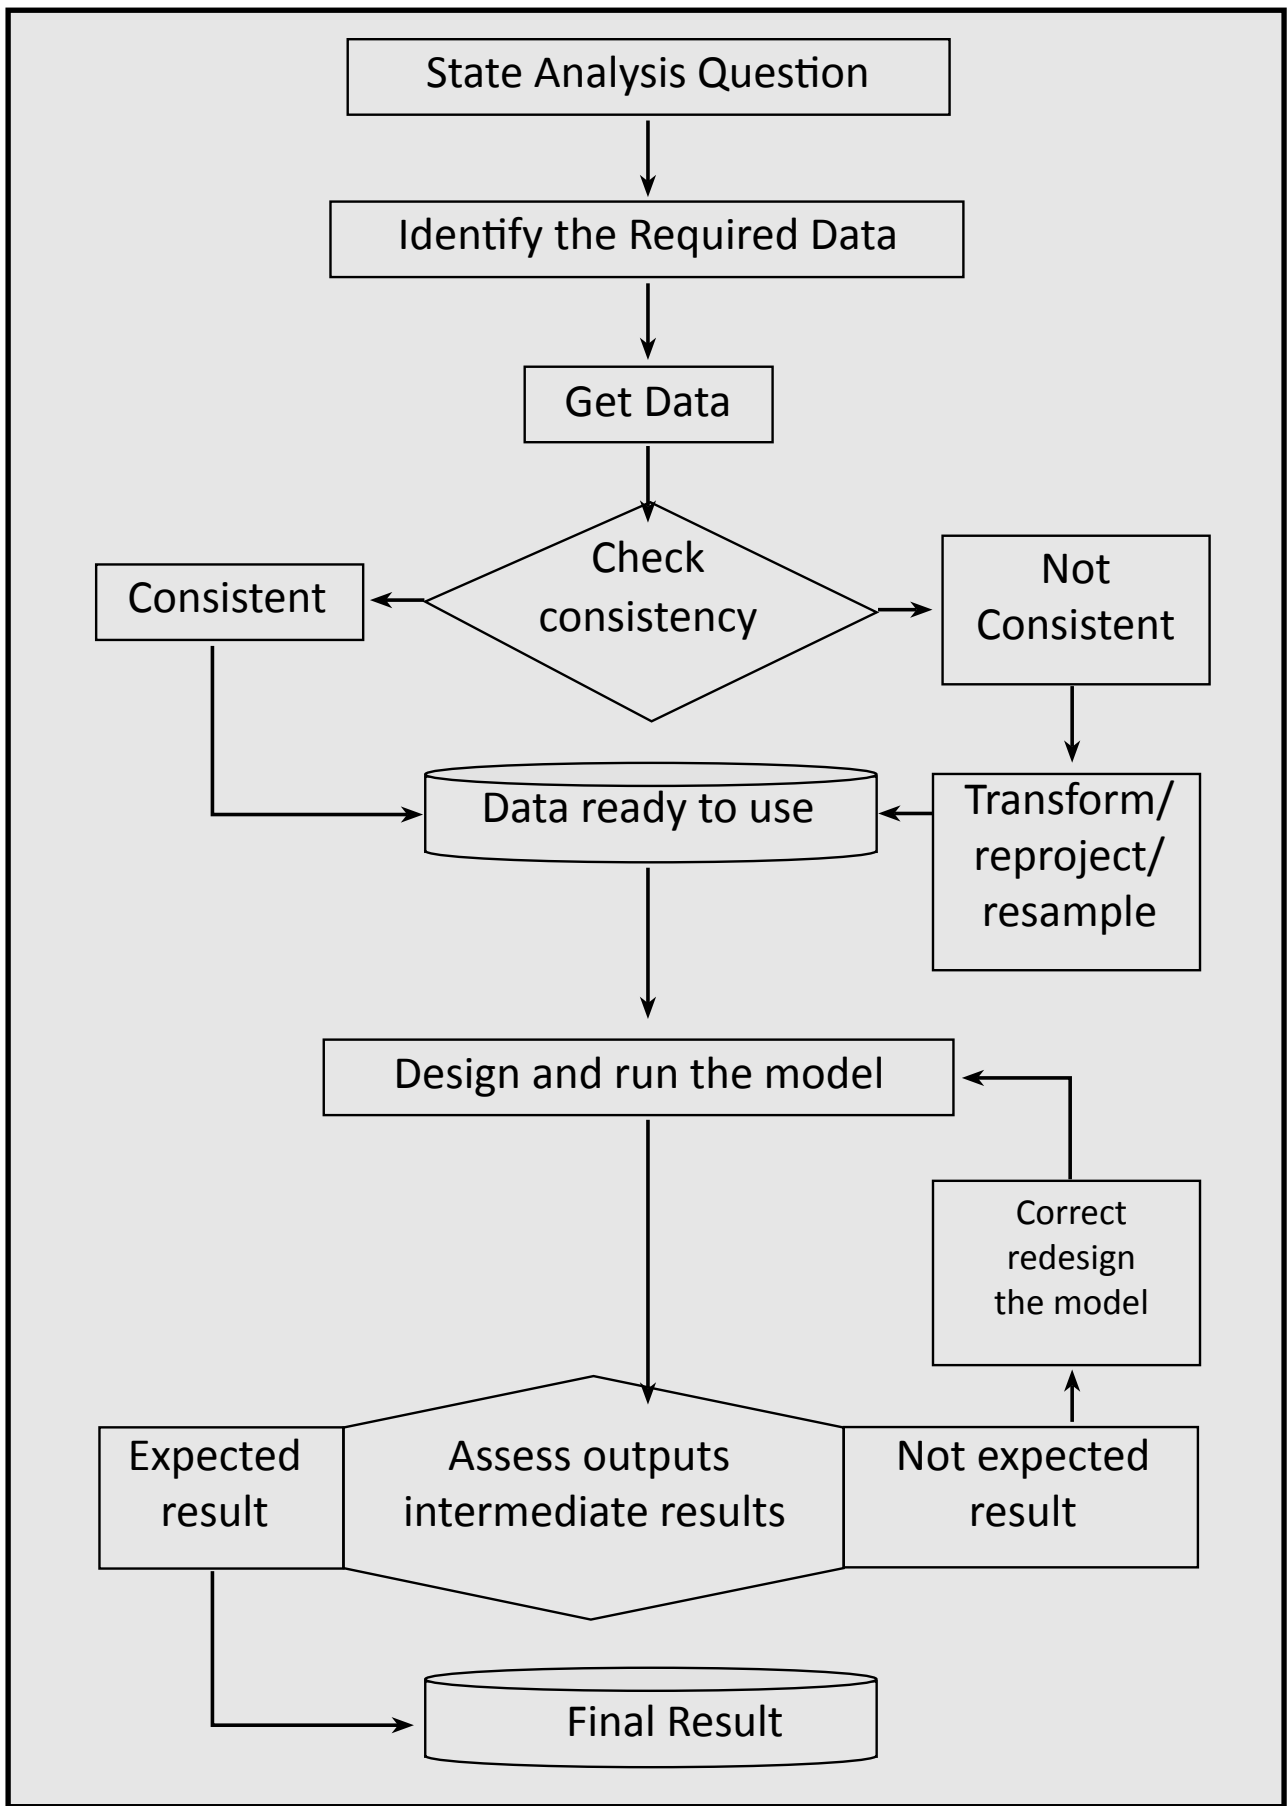 State Analysis Question
Identify the Required Data
Get Data
Check
consistency
Consistent
Not
Consistent
Data ready to use
Transform/
reproject/
resample
Design and run the model
Correct
redesign
the model
Expected
result
Assess outputs
intermediate results
Not expected
result
Final Result